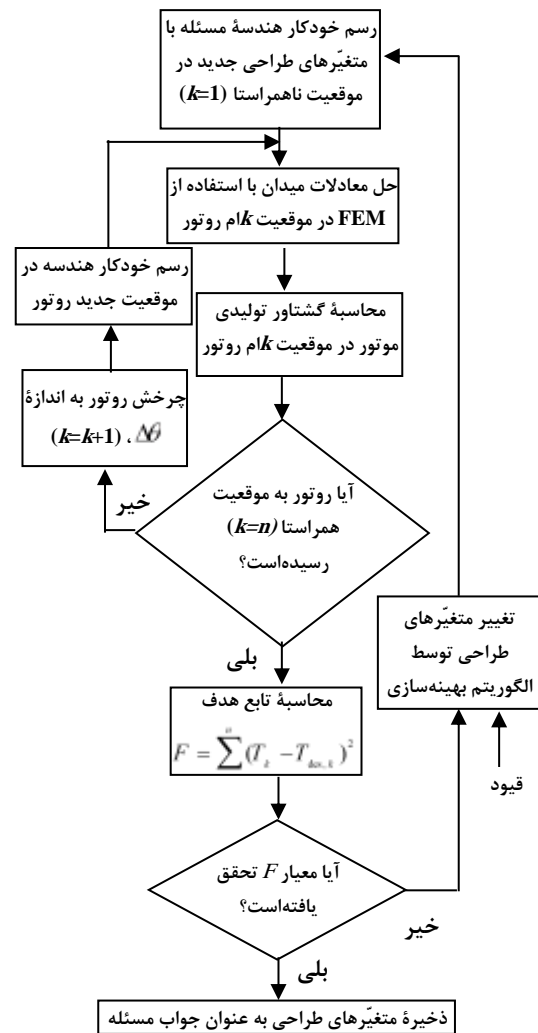 رسم خودکار هندسهٔ مسئله با
متغیّرهای طراحی جدید در
موقعیت ناهمراستا (k=1)
حل معادلات میدان با استفاده از
FEM در موقعیت kام روتور
رسم خودکار هندسه در
موقعیت جدید روتور
محاسبهٔ گشتاور تولیدی
موتور در موقعیت kام روتور
چرخش روتور به اندازهٔ
Δθ ، (k=k+1)
آیا روتور به موقعیت
همراستا (k=n)
رسیده‌است؟
خیر
بلی
تغییر متغیّرهای
طراحی توسط
الگوریتم بهینه‌سازی
قیود
محاسبهٔ تابع هدف
F = ∑(T_k − T_des,k)^2
آیا معیار F تحقق
یافته‌است؟
خیر
بلی
ذخیرهٔ متغیّرهای طراحی به عنوان جواب مسئله